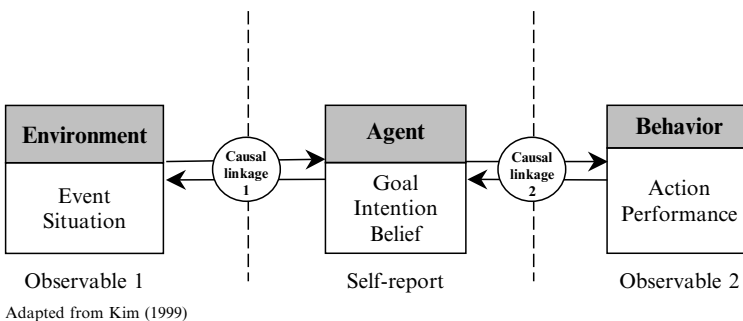 Environment
Event
Situation
Observable 1
Causal
linkage
1
Agent
Goal
Intention
Belief
Self-report
Causal
linkage
2
Behavior
Action
Performance
Observable 2
Adapted from Kim (1999)